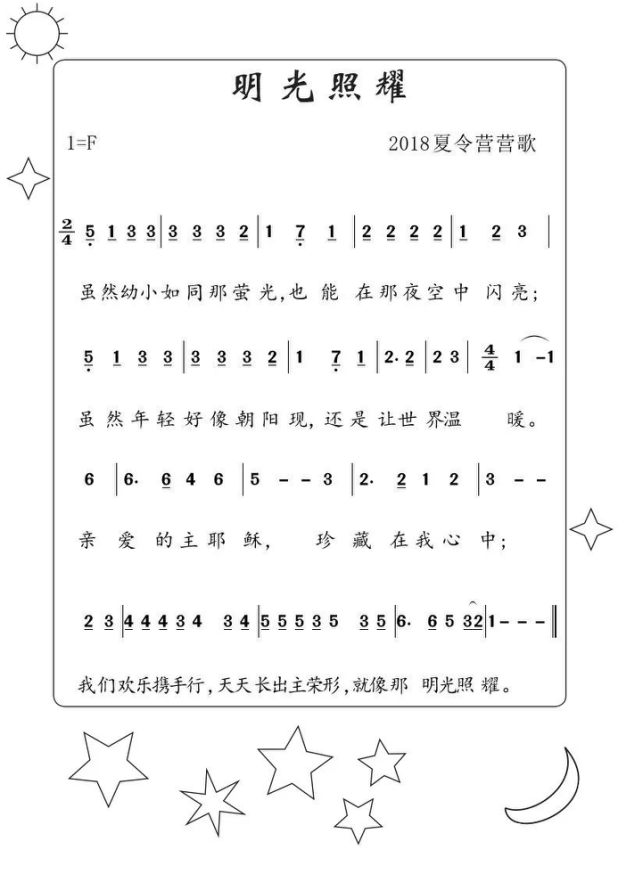 明光照耀
1=F 2018夏令营营歌
2/4 5 1 3 3 | 3 3 3 2 | 1 7 1 | 2 2 2 2 | 1 2 3 |
虽然幼小如同那萤光,也能在那夜空中闪亮;
5 1 3 3 | 3 3 3 2 | 1 7 1 | 2. 2 | 2 3 | 4/4 1 -1
虽然年轻好像朝阳现,还是让世界温暖。
6 | 6. 6 4 6 | 5 - - 3 | 2. 2 1 2 | 3 - -
亲爱的主耶稣,珍藏在我心中;
2 3 | 4 4 4 3 4 3 4 | 5 5 5 3 5 3 5 | 6. 6 5 32 | 1 - - - ‖
我们欢乐携手行,天天长出主荣形,就像那明光照耀。